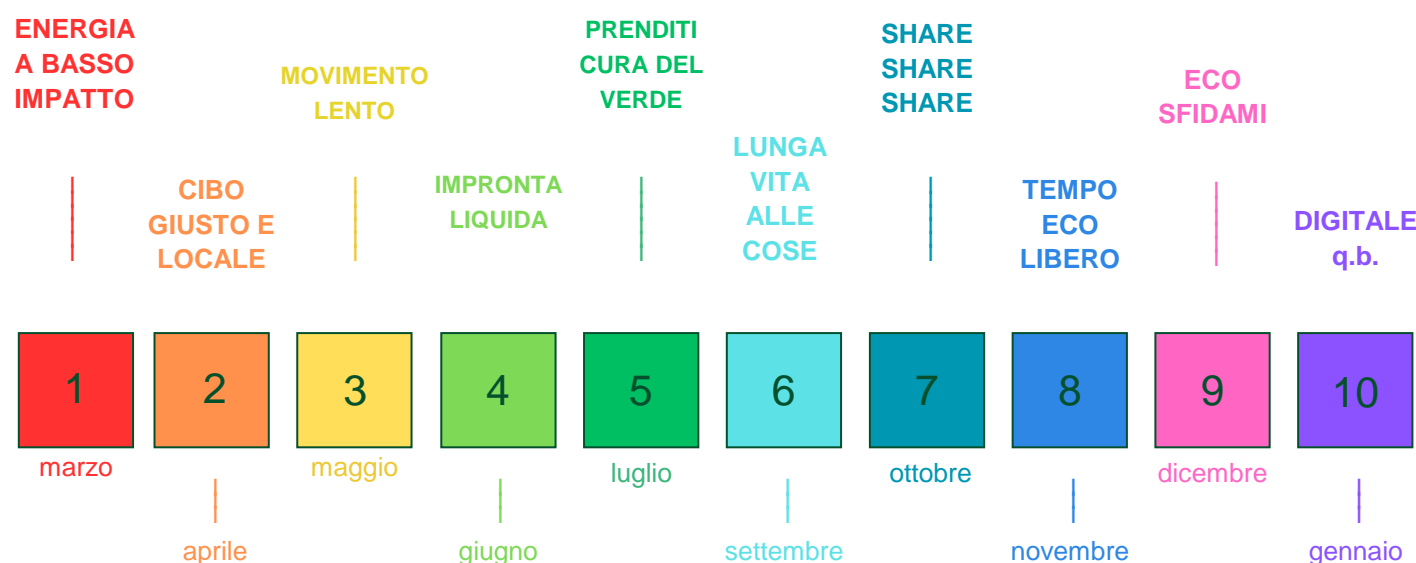 ENERGIA
A BASSO
IMPATTO
CIBO
GIUSTO E
LOCALE
MOVIMENTO
LENTO
IMPRONTA
LIQUIDA
PRENDITI
CURA DEL
VERDE
LUNGA
VITA
ALLE
COSE
SHARE
SHARE
SHARE
TEMPO
ECO
LIBERO
ECO
SFIDAMI
DIGITALE
q.b.
1
2
3
4
5
6
7
8
9
10
marzo
aprile
maggio
giugno
luglio
settembre
ottobre
novembre
dicembre
gennaio